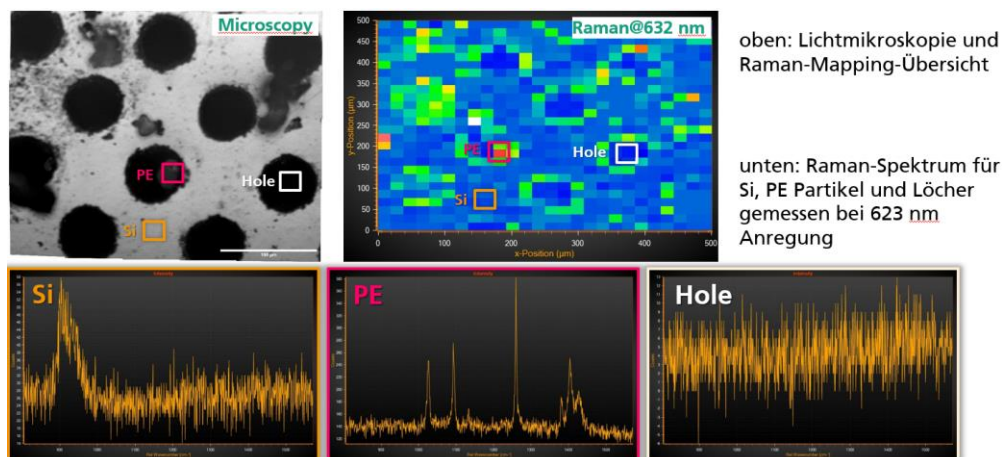 Microscopy
PE
Hole
Si
Raman@632 nm
500
450
400
350
300
250
200
150
100
50
0
y-Position (µm)
PE
Hole
Si
0
100
200
300
400
500
x-Position (µm)
oben: Lichtmikroskopie und
Raman-Mapping-Übersicht
unten: Raman-Spektrum für
Si, PE Partikel und Löcher
gemessen bei 623 nm
Anregung
Si
PE
Hole